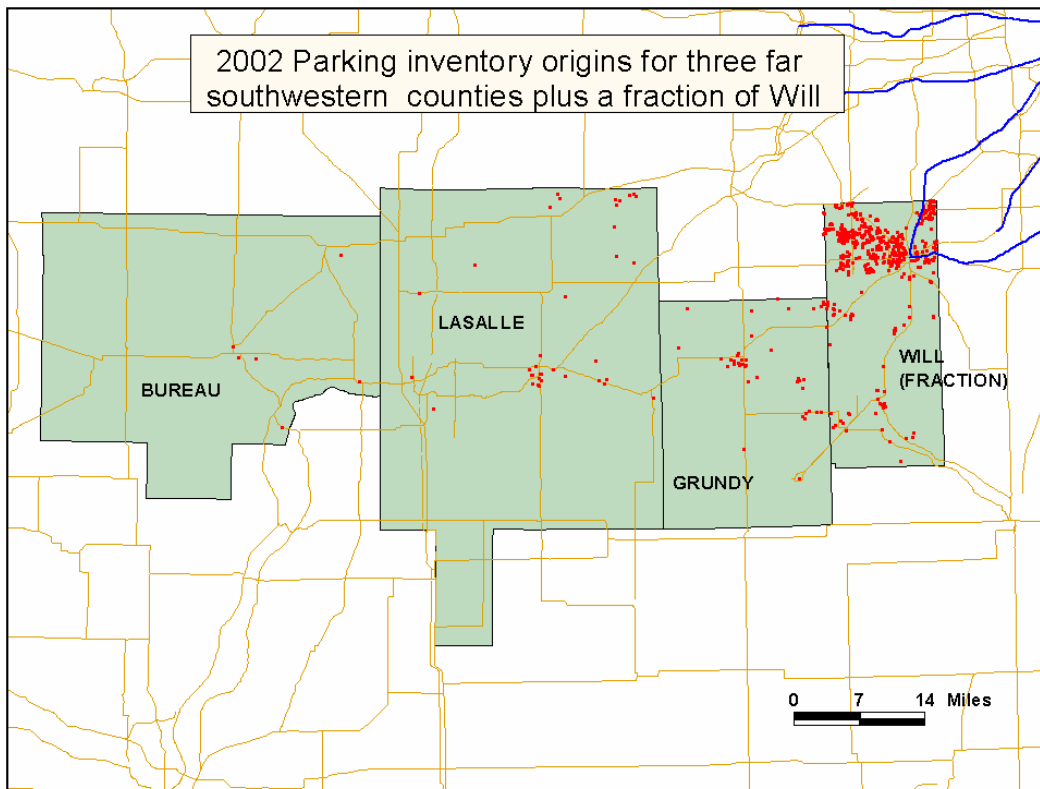 2002 Parking inventory origins for three far
southwestern counties plus a fraction of Will
LASALLE
BUREAU
WILL
(FRACTION)
GRUNDY
0 7 14 Miles